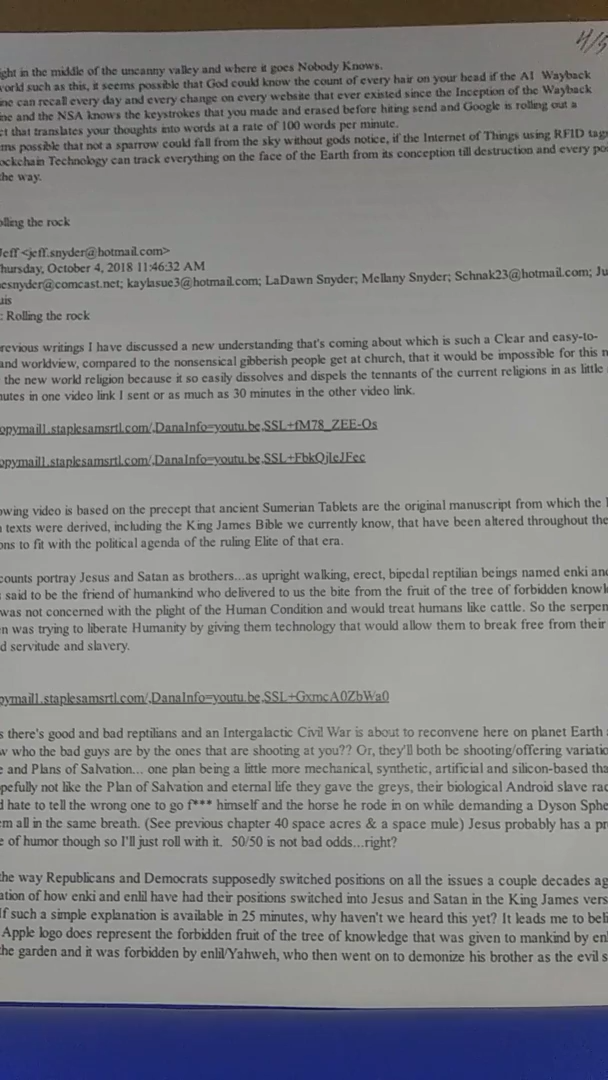 4/5
ght in the middle of the uncanny valley and where it goes Nobody Knows.
world such as this, it seems possible that God could know the count of every hair on your head if the AI Wayback
ine can recall every day and every change on every website that ever existed since the Inception of the Wayback
ine and the NSA knows the keystrokes that you made and erased before hiting send and Google is rolling out a
ct that translates your thoughts into words at a rate of 100 words per minute.
ms possible that not a sparrow could fall from the sky without gods notice, if the Internet of Things using RFID tags
ockchain Technology can track everything on the face of the Earth from its conception till destruction and every po
he way.
olling the rock
Jeff <jeff.snyder@hotmail.com>
hursday, October 4, 2018 11:46:32 AM
esnyder@comcast.net; kaylasue3@hotmail.com; LaDawn Snyder; Mellany Snyder; Schnak23@hotmail.com; Ju
uis
: Rolling the rock
revious writings I have discussed a new understanding that's coming about which is such a Clear and easy-to-
and worldview, compared to the nonsensical gibberish people get at church, that it would be impossible for this n
the new world religion because it so easily dissolves and dispels the tennants of the current religions in as little
nutes in one video link I sent or as much as 30 minutes in the other video link.
opymail1.staplesamsrtl.com/,DanaInfo=youtu.be,SSL+fM78_ZEE-Os
opymail1.staplesamsrtl.com/,DanaInfo=youtu.be,SSL+FbkQjleJFec
owing video is based on the precept that ancient Sumerian Tablets are the original manuscript from which the
n texts were derived, including the King James Bible we currently know, that have been altered throughout the
ons to fit with the political agenda of the ruling Elite of that era.
counts portray Jesus and Satan as brothers...as upright walking, erect, bipedal reptilian beings named enki and
said to be the friend of humankind who delivered to us the bite from the fruit of the tree of forbidden knowle
was not concerned with the plight of the Human Condition and would treat humans like cattle. So the serpen
en was trying to liberate Humanity by giving them technology that would allow them to break free from their
d servitude and slavery.
pymail1.staplesamsrtl.com/,DanaInfo=youtu.be,SSL+GxmcA0ZbWa0
s there's good and bad reptilians and an Intergalactic Civil War is about to reconvene here on planet Earth
w who the bad guys are by the ones that are shooting at you?? Or, they'll both be shooting/offering variatio
e and Plans of Salvation... one plan being a little more mechanical, synthetic, artificial and silicon-based tha
pefully not like the Plan of Salvation and eternal life they gave the greys, their biological Android slave rac
d hate to tell the wrong one to go f*** himself and the horse he rode in on while demanding a Dyson Sphe
em all in the same breath. (See previous chapter 40 space acres & a space mule) Jesus probably has a pr
e of humor though so I'll just roll with it. 50/50 is not bad odds...right?
he way Republicans and Democrats supposedly switched positions on all the issues a couple decades ag
ation of how enki and enlil have had their positions switched into Jesus and Satan in the King James vers
If such a simple explanation is available in 25 minutes, why haven't we heard this yet? It leads me to beli
Apple logo does represent the forbidden fruit of the tree of knowledge that was given to mankind by en
he garden and it was forbidden by enlil/Yahweh, who then went on to demonize his brother as the evil s